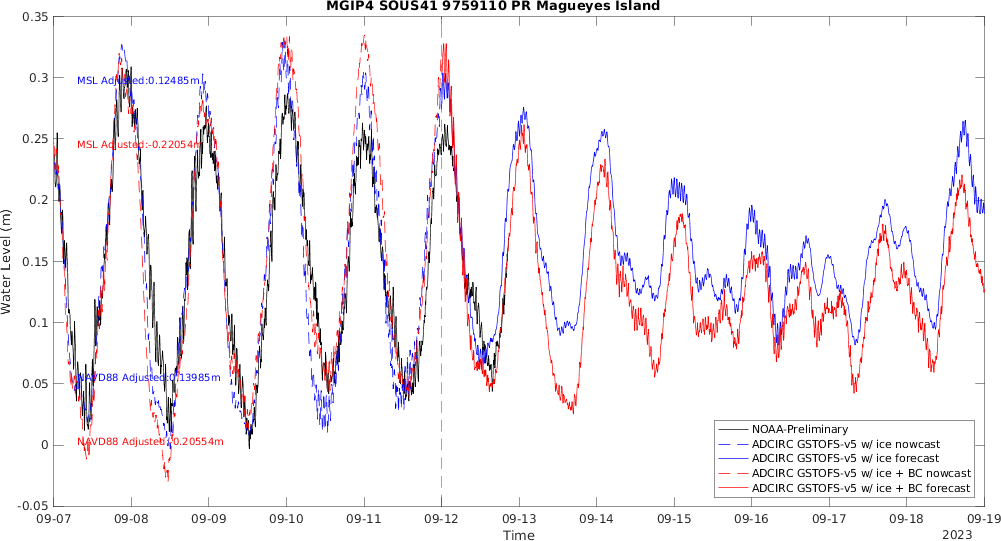 MGIP4 SOUS41 9759110 PR Magueyes Island
Water Level (m)
0.35
0.3
0.25
0.2
0.15
0.1
0.05
0
-0.05
MSL Adjusted:0.12485m
MSL Adjusted:-0.22054m
NAVD88 Adjusted:0.13985m
NAVD88 Adjusted:-0.20554m
NOAA-Preliminary
ADCIRC GSTOFS-v5 w/ ice nowcast
ADCIRC GSTOFS-v5 w/ ice forecast
ADCIRC GSTOFS-v5 w/ ice + BC nowcast
ADCIRC GSTOFS-v5 w/ ice + BC forecast
09-07 09-08 09-09 09-10 09-11 09-12 09-13 09-14 09-15 09-16 09-17 09-18 09-19
Time
2023